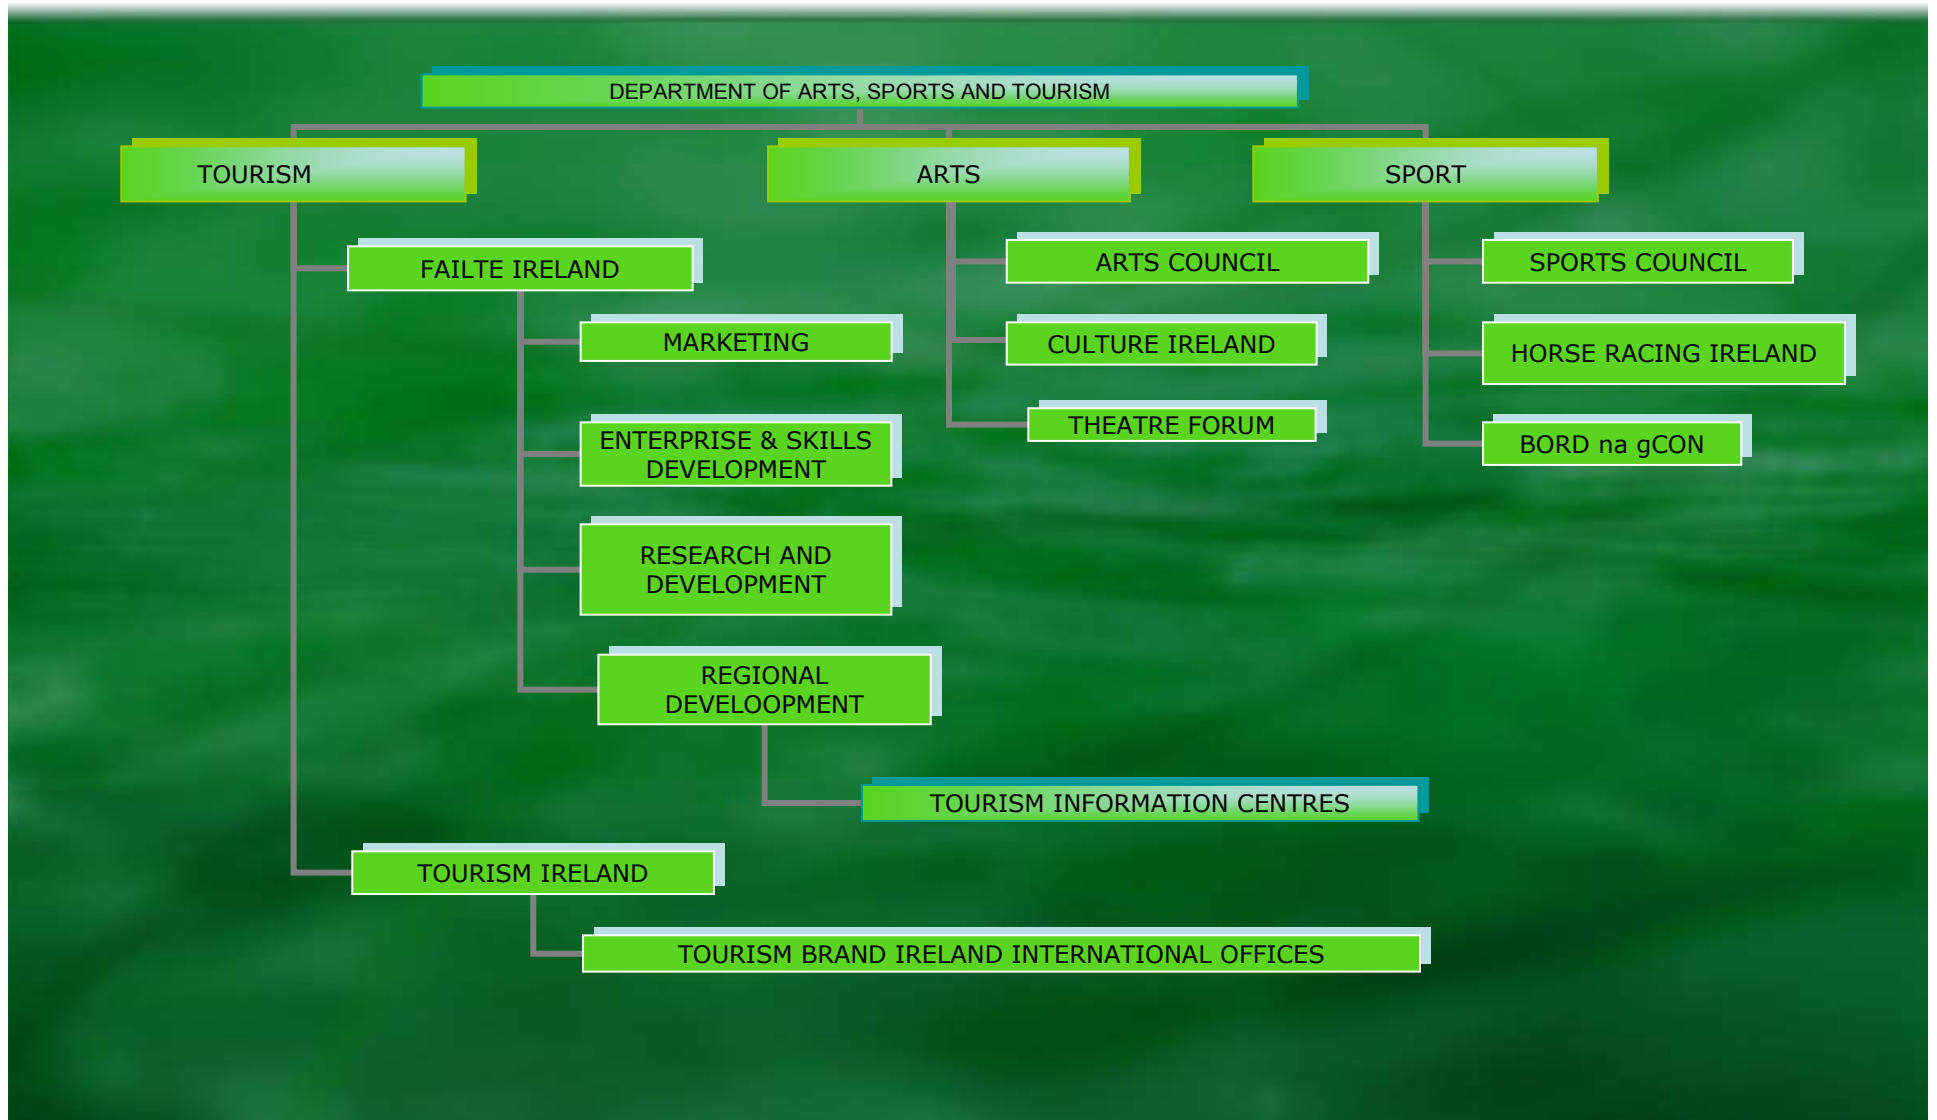 DEPARTMENT OF ARTS, SPORTS AND TOURISM
TOURISM
ARTS
SPORT
FAILTE IRELAND
ARTS COUNCIL
SPORTS COUNCIL
MARKETING
CULTURE IRELAND
HORSE RACING IRELAND
ENTERPRISE & SKILLS
DEVELOPMENT
THEATRE FORUM
BORD na gCON
RESEARCH AND
DEVELOPMENT
REGIONAL
DEVELOOPMENT
TOURISM INFORMATION CENTRES
TOURISM IRELAND
TOURISM BRAND IRELAND INTERNATIONAL OFFICES